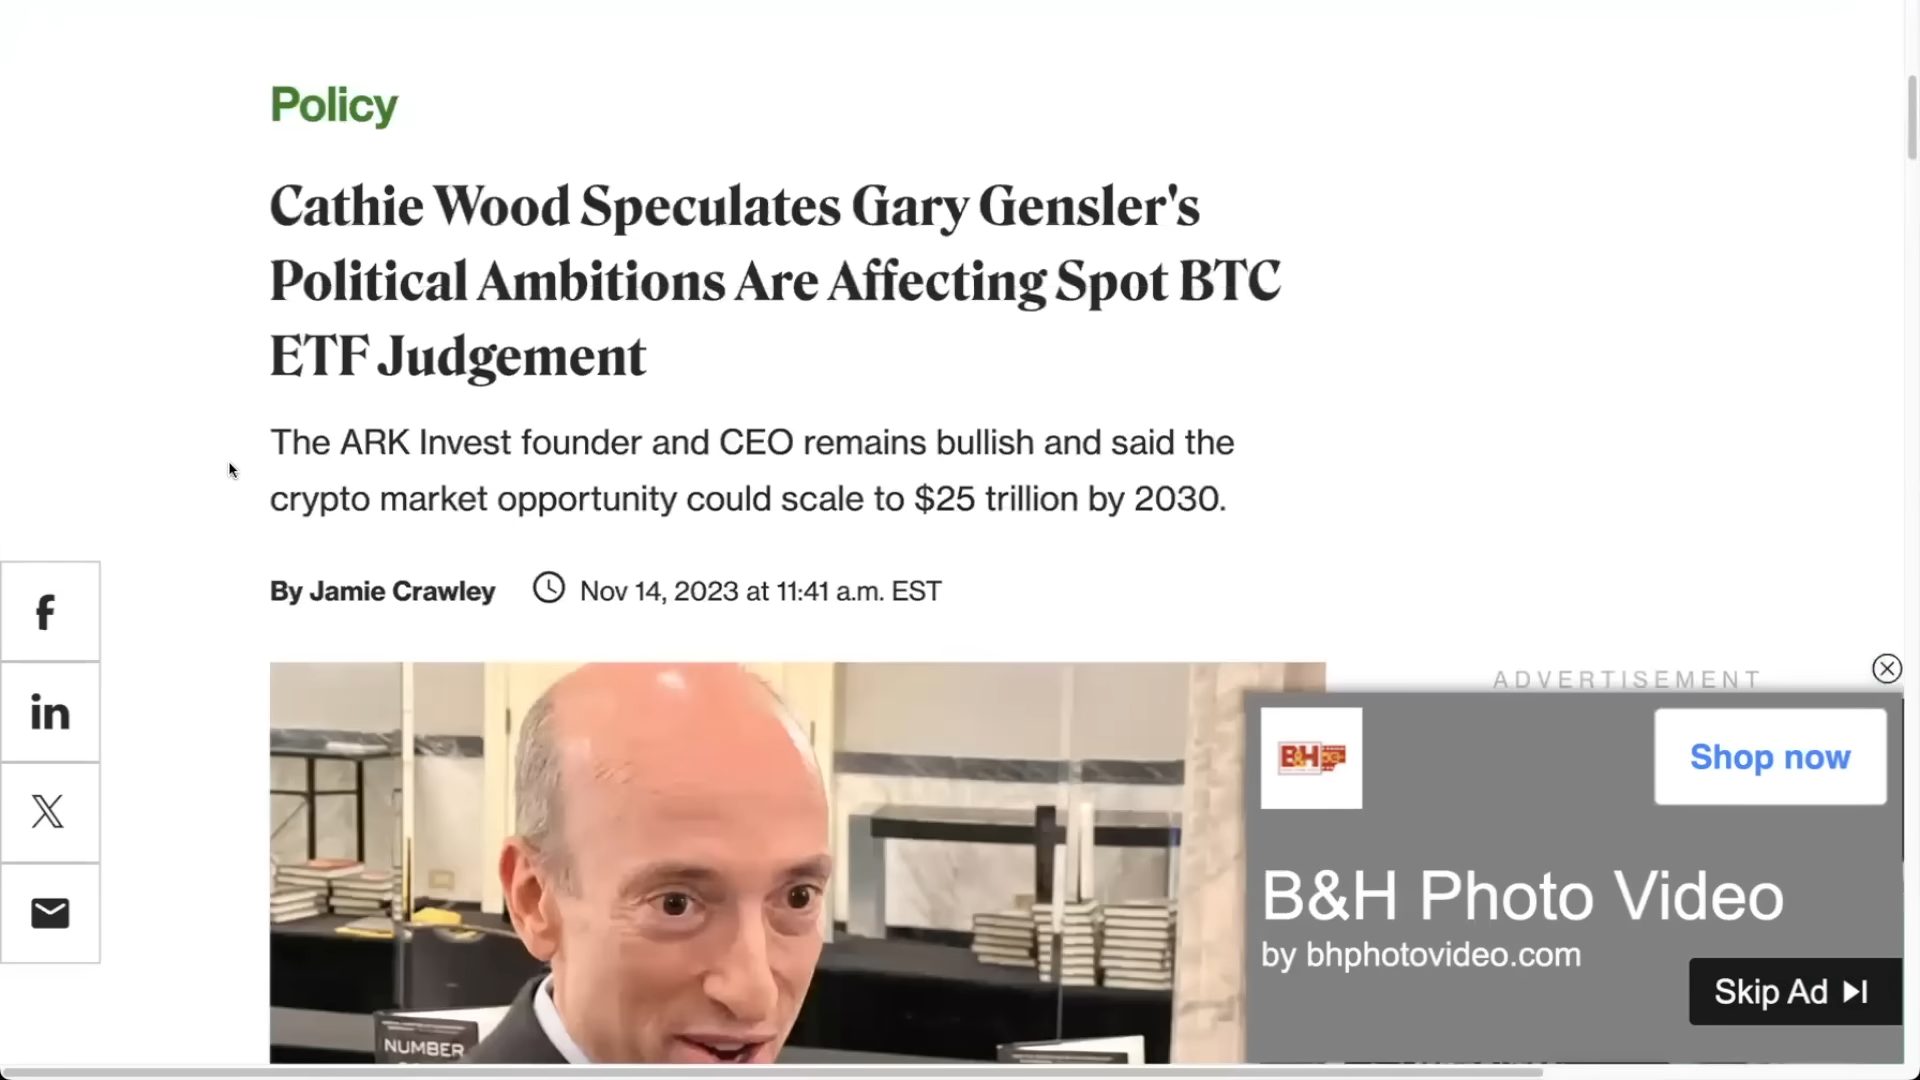 Policy
Cathie Wood Speculates Gary Gensler's
Political Ambitions Are Affecting Spot BTC
ETF Judgement
The ARK Invest founder and CEO remains bullish and said the
crypto market opportunity could scale to $25 trillion by 2030.
By Jamie Crawley Nov 14, 2023 at 11:41 a.m. EST
f
in
X
ADVERTISEMENT
B&H
Shop now
B&H Photo Video
by bhphotovideo.com
Skip Ad
NUMBER